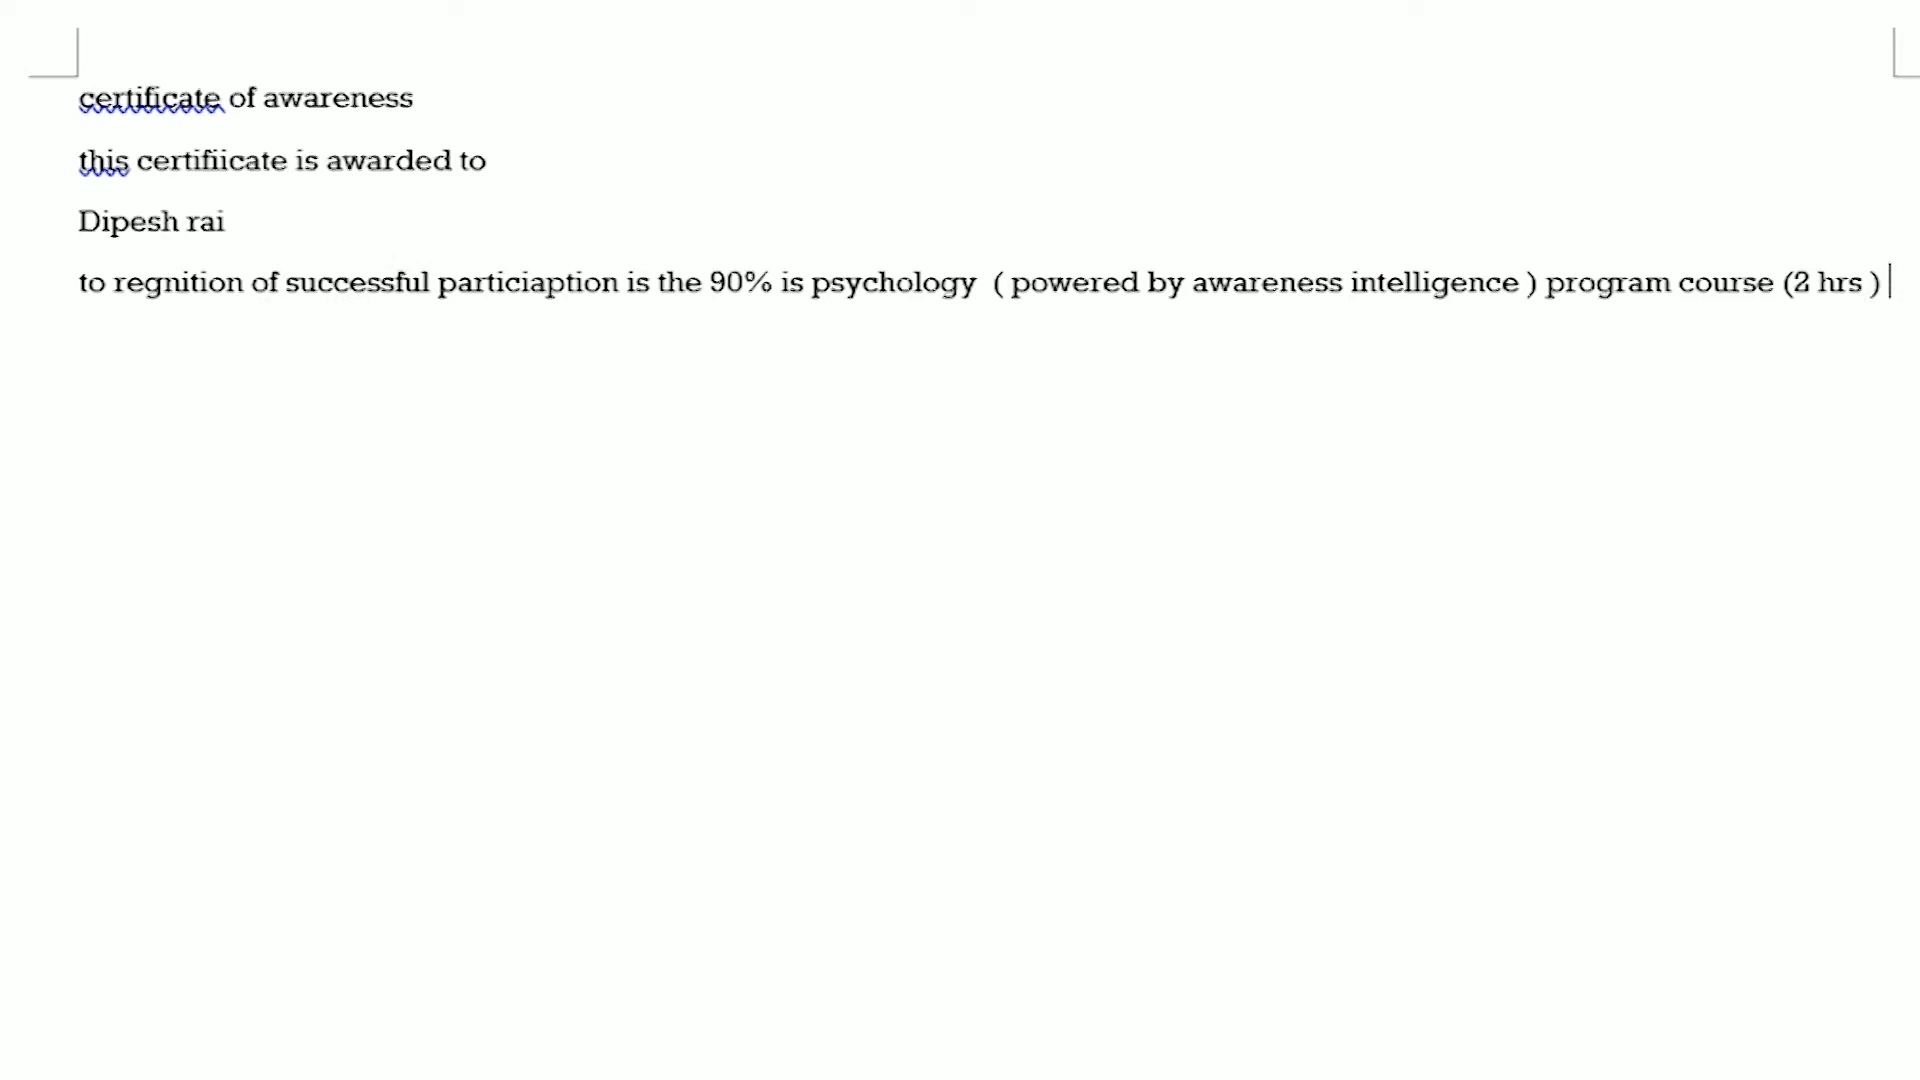 certificate of awareness
this certifiicate is awarded to
Dipesh rai
to regnition of successful particiaption is the 90% is psychology  ( powered by awareness intelligence ) program course (2 hrs )